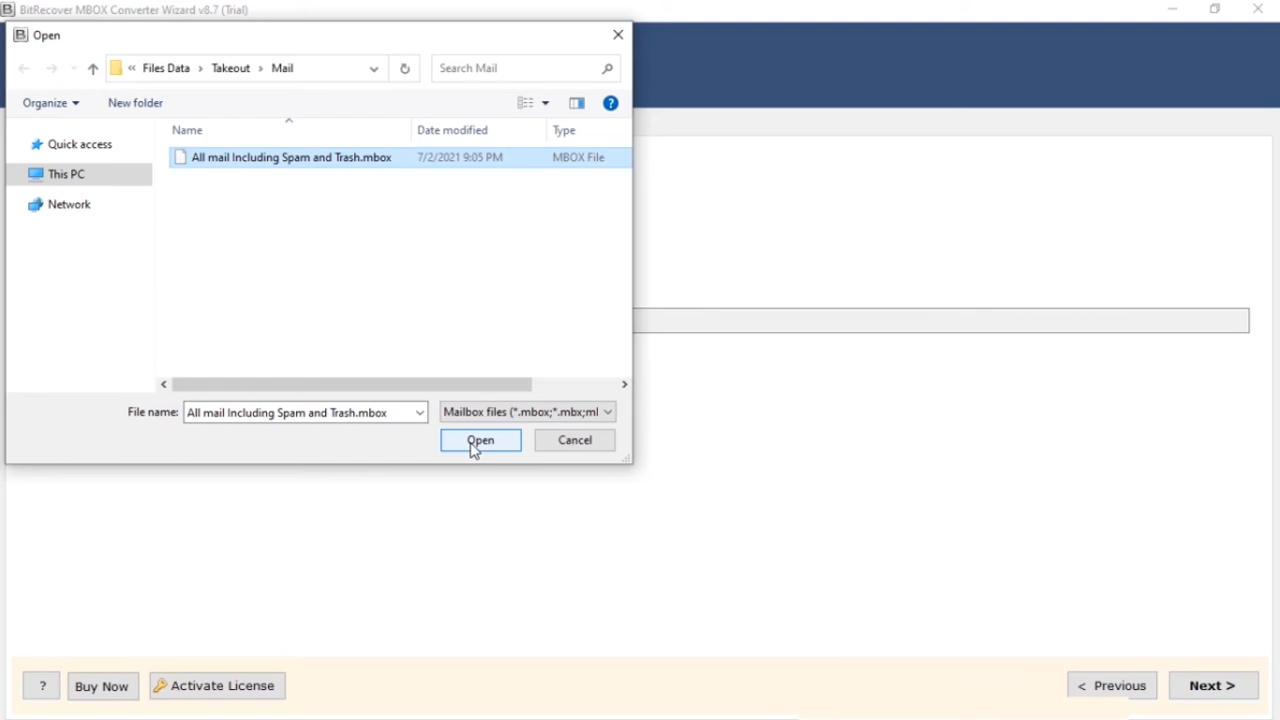 BitRecover MBOX Converter Wizard v8.7 (Trial)
Open
« Files Data > Takeout > Mail
Search Mail
Organize
New folder
?
Name
Date modified
Type
Quick access
This PC
Network
All mail Including Spam and Trash.mbox
7/2/2021 9:05 PM
MBOX File
File name:
All mail Including Spam and Trash.mbox
Mailbox files (*.mbox;*.mbx;ml
Open
Cancel
?
Buy Now
Activate License
< Previous
Next >